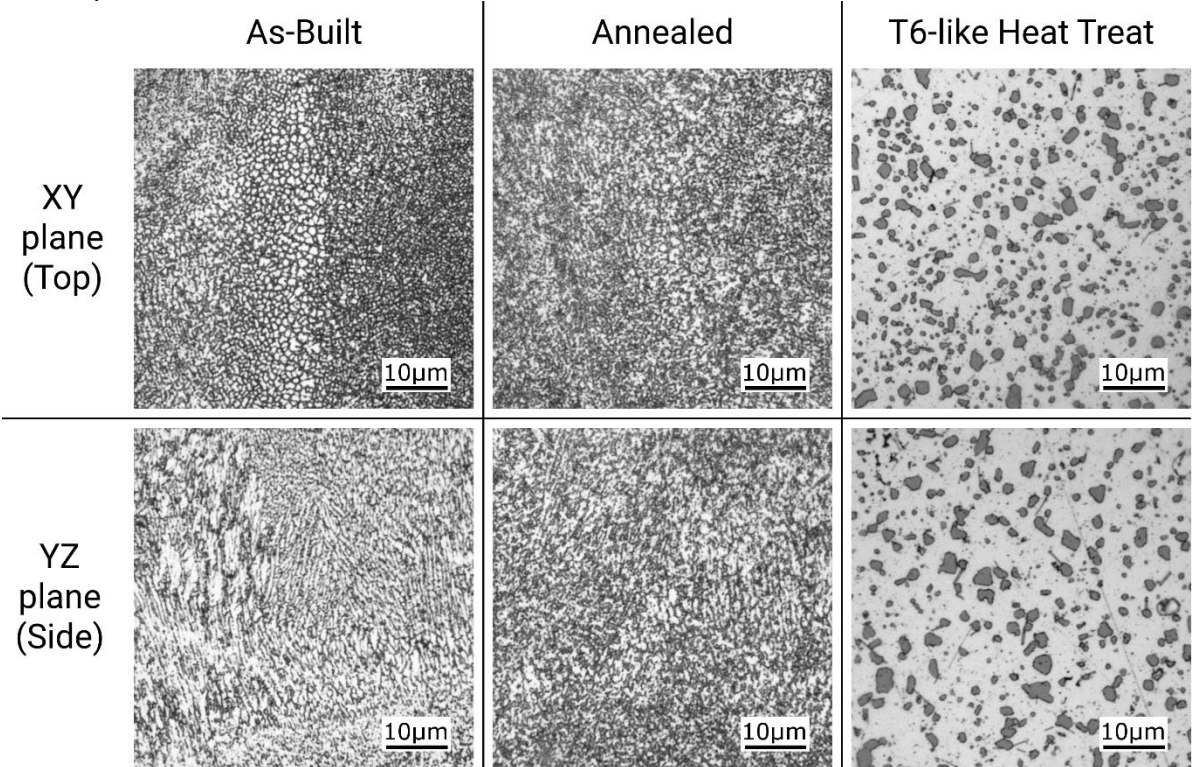 As-Built
Annealed
T6-like Heat Treat
XY
plane
(Top)
10μm
10μm
10μm
YZ
plane
(Side)
10μm
10μm
10μm